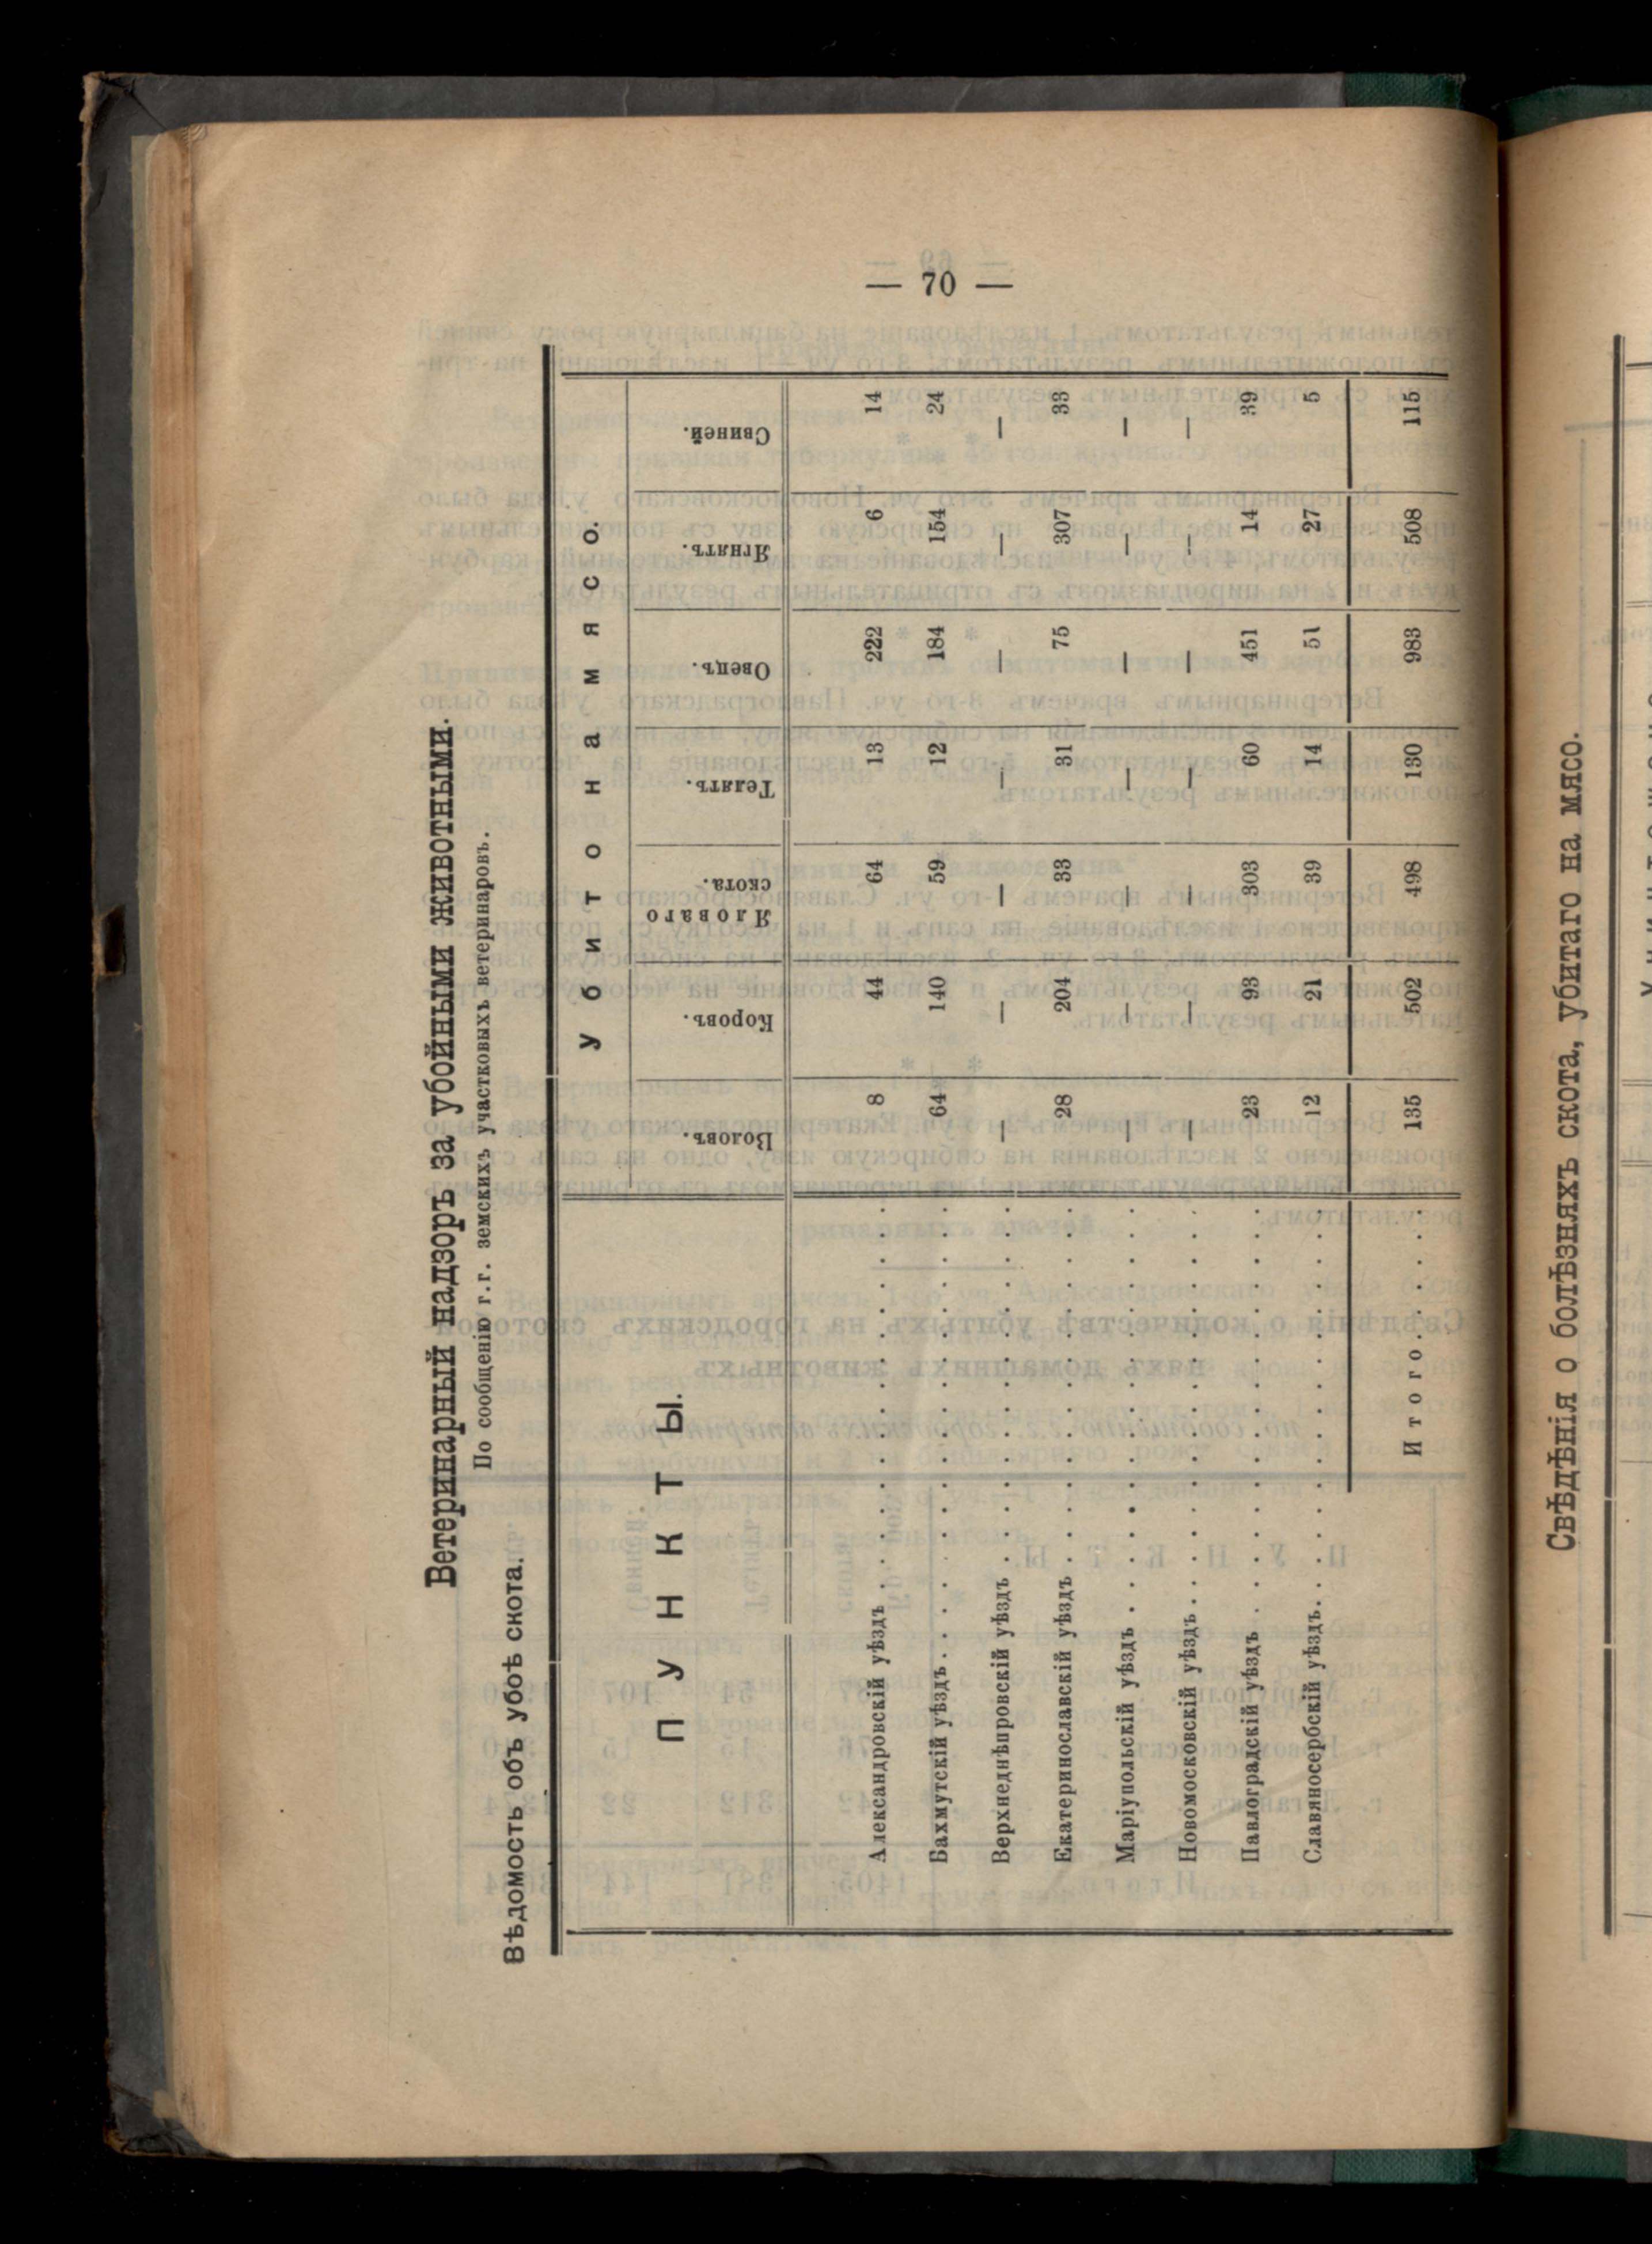 — 70 —
Ветеринарный надзоръ за убойными животными.
По сообщенію г.г. земскихъ участковыхъ ветеринаровъ.
Вѣдомость объ убоѣ скота.
ПУНКТЫ. Убито на мясо.
Воловъ. Коровъ. Яловаго скота. Телятъ. Овецъ. Ягнятъ. Свиней.
Александровскій уѣздъ . . . . . . . . 8 44 64 13 222 6 14
Бахмутскій уѣздъ . . . . . . . . . 64 140 59 12 184 154 24
Верхнеднѣпровскій уѣздъ . . . . . . . . — — — — — — —
Екатеринославскій уѣздъ . . . . . . . . 28 204 33 31 75 307 33
Маріупольскій уѣздъ . . . . . . . . . — — — — — — —
Новомосковскій уѣздъ . . . . . . . . . — — — — — — —
Павлоградскій уѣздъ . . . . . . . . . 23 93 303 60 451 14 39
Славяносербскій уѣздъ . . . . . . . . . 12 21 39 14 51 27 5
Итого . . . . 135 502 498 130 983 508 115
Свѣдѣнія о болѣзняхъ скота, убитаго на мясо.